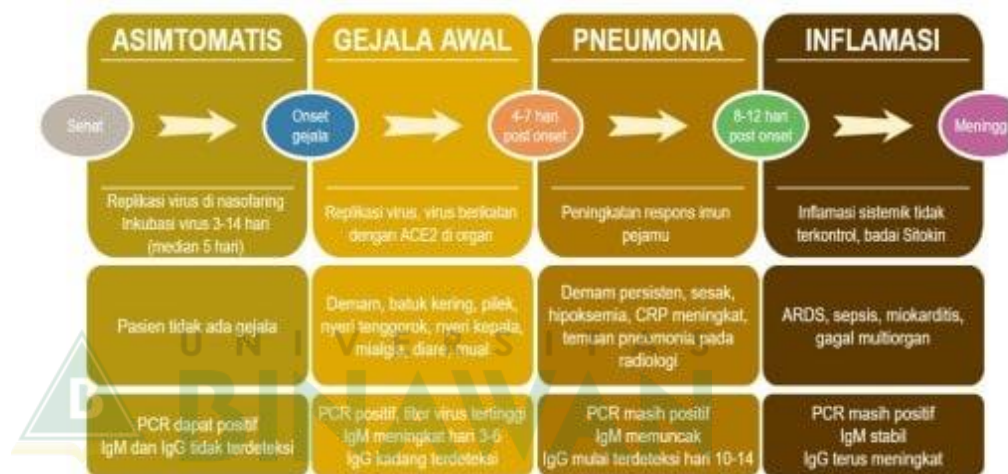 ASIMTOMATIS
GEJALA AWAL
PNEUMONIA
INFLAMASI
Sehat
Onset
gejala
4-7 hari
post onset
8-12 hari
post onset
Meningg
Replikasi virus di nasofaring
Inkubasi virus 3-14 hari
(median 5 hari)
Replikasi virus, virus berikatan
dengan ACE2 di organ
Peningkatan respons imun
pejamu
Inflamasi sistemik tidak
terkontrol, badai Sitokin
Pasien tidak ada gejala
Demam, batuk kering, pilek,
nyeri tenggorok, nyeri kepala,
mialgia, diare, mual
Demam persisten, sesak,
hipoksemia, CRP meningkat,
temuan pneumonia pada
radiologi
ARDS, sepsis, miokarditis,
gagal multiorgan
PCR dapat positif
IgM dan IgG tidak terdeteksi
PCR positif, titer virus tertinggi
IgM meningkat hari 3-6
IgG kadang terdeteksi
PCR masih positif
IgM memuncak
IgG mulai terdeteksi hari 10-14
PCR masih positif
IgM stabil
IgG terus meningkat
UNIVERSITAS
BINAWAN